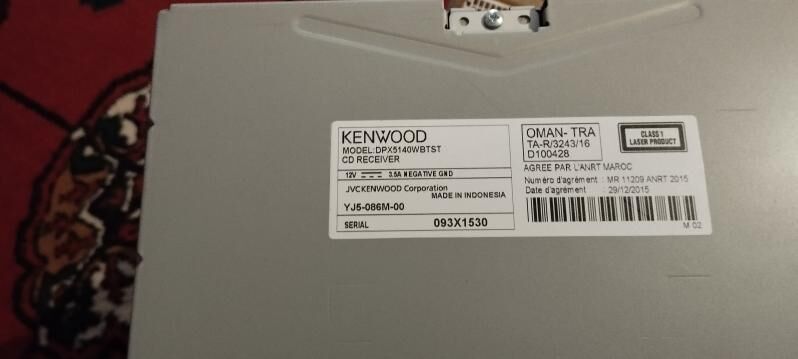 KENWOOD
MODEL:DPX5140WBTST
CD RECEIVER
12V 3.5A NEGATIVE GND
JVCKENWOOD Corporation
MADE IN INDONESIA
YJ5-086M-00
SERIAL 093X1530
OMAN- TRA
TA-R/3243/16
D100428
CLASS 1
LASER PRODUCT
AGREE PAR L'ANRT MAROC
Numéro d'agrément : MR 11209 ANRT 2015
Date d'agrément : 29/12/2015
M 02